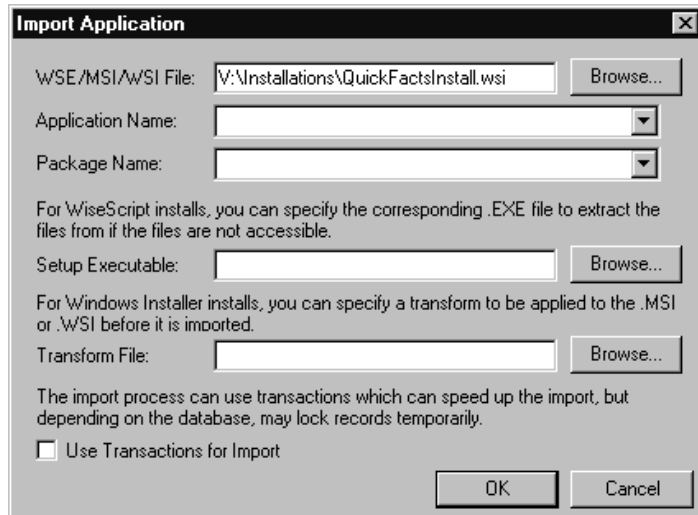 Import Application
WSE/MSI/WSI File: V:\Installations\QuickFactsInstall.wsi Browse...
Application Name:
Package Name:
For WiseScript installs, you can specify the corresponding .EXE file to extract the
files from if the files are not accessible.
Setup Executable: Browse...
For Windows Installer installs, you can specify a transform to be applied to the .MSI
or .WSI before it is imported.
Transform File: Browse...
The import process can use transactions which can speed up the import, but
depending on the database, may lock records temporarily.
Use Transactions for Import
OK Cancel